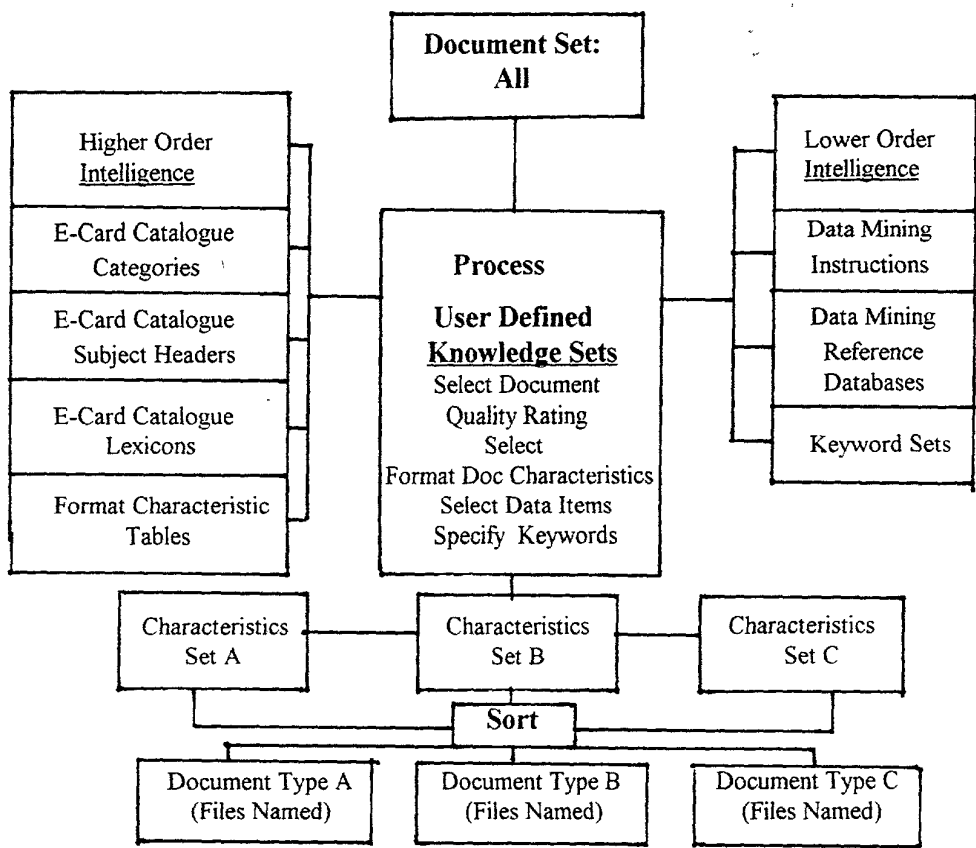 Document Set:
All
Higher Order
Intelligence
E-Card Catalogue
Categories
E-Card Catalogue
Subject Headers
E-Card Catalogue
Lexicons
Format Characteristic
Tables
Process
User Defined
Knowledge Sets
Select Document
Quality Rating
Select
Format Doc Characteristics
Select Data Items
Specify Keywords
Lower Order
Intelligence
Data Mining
Instructions
Data Mining
Reference
Databases
Keyword Sets
Characteristics
Set A
Characteristics
Set B
Characteristics
Set C
Sort
Document Type A
(Files Named)
Document Type B
(Files Named)
Document Type C
(Files Named)